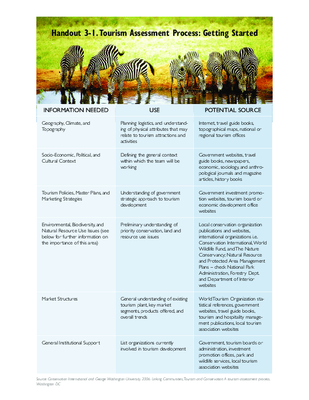 Handout 3-1. Tourism Assessment Process: Getting Started
INFORMATION NEEDED
USE
POTENTIAL SOURCE
Geography, Climate, and
Topography
Planning logistics, and understand-
ing of physical attributes that may
relate to tourism attractions and
activities
Internet, travel guide books,
topographical maps, national or
regional tourism offices
Socio-Economic, Political, and
Cultural Context
Defining the general context
within which the team will be
working
Government websites, travel
guide books, newspapers,
economic, sociology, and anthro-
pological journals and magazine
articles, history books
Tourism Policies, Master Plans, and
Marketing Strategies
Understanding of government
strategic approach to tourism
development
Government investment promo-
tion websites, tourism board or
economic development office
websites
Environmental, Biodiversity, and
Natural Resource Use Issues (see
below for further information on
the importance of this area)
Preliminary understanding of
priority conservation, land and
resource use issues
Local conservation organization
publications and websites,
international organizations i.e.
Conservation International, World
Wildlife Fund, and The Nature
Conservancy; Natural Resource
and Protected Area Management
Plans – check National Park
Administration, Forestry Dept.
and Department of Interior
websites
Market Structures
General understanding of existing
tourism plant, key market
segments, products offered, and
overall trends
World Tourism Organization sta-
tistical references, government
websites, travel guide books,
tourism and hospitality manage-
ment publications, local tourism
association websites
General Institutional Support
List organizations currently
involved in tourism development
Government, tourism boards or
administration, investment
promotion offices, park and
wildlife services, local tourism
association websites
Source: Conservation International and George Washington University, 2006. Linking Communities, Tourism and Conservation: A tourism assessment process.
Washington, DC